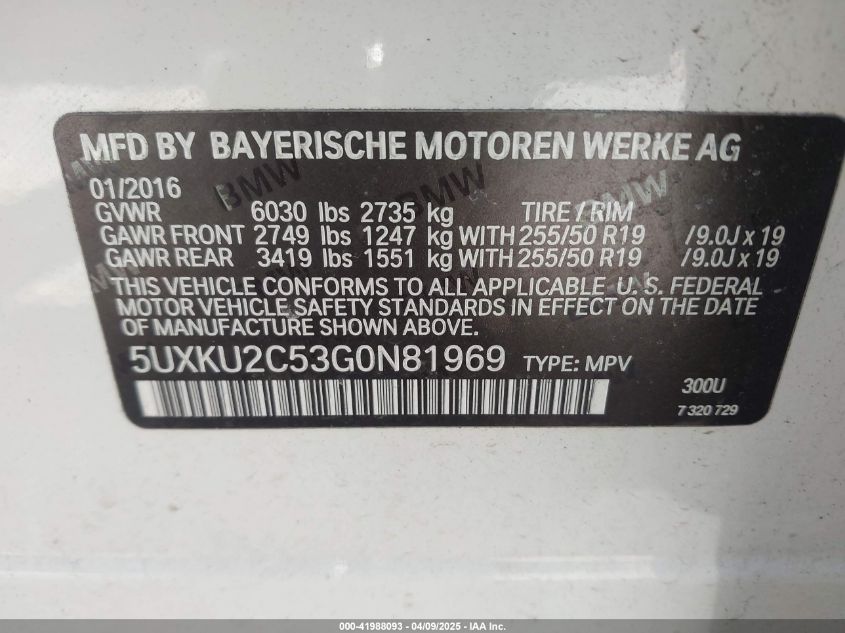 MFD BY BAYERISCHE MOTOREN WERKE AG
01/2016
GVWR 6030 lbs 2735 kg TIRE / RIM
GAWR FRONT 2749 lbs 1247 kg WITH 255/50 R19 /9.0J x 19
GAWR REAR 3419 lbs 1551 kg WITH 255/50 R19 /9.0J x 19
THIS VEHICLE CONFORMS TO ALL APPLICABLE U. S. FEDERAL
MOTOR VEHICLE SAFETY STANDARDS IN EFFECT ON THE DATE
OF MANUFACTURE SHOWN ABOVE.
5UXKU2C53G0N81969 TYPE: MPV
300U
7 320 729
BMW
BMW
000-41988093 - 04/09/2025 - IAA Inc.